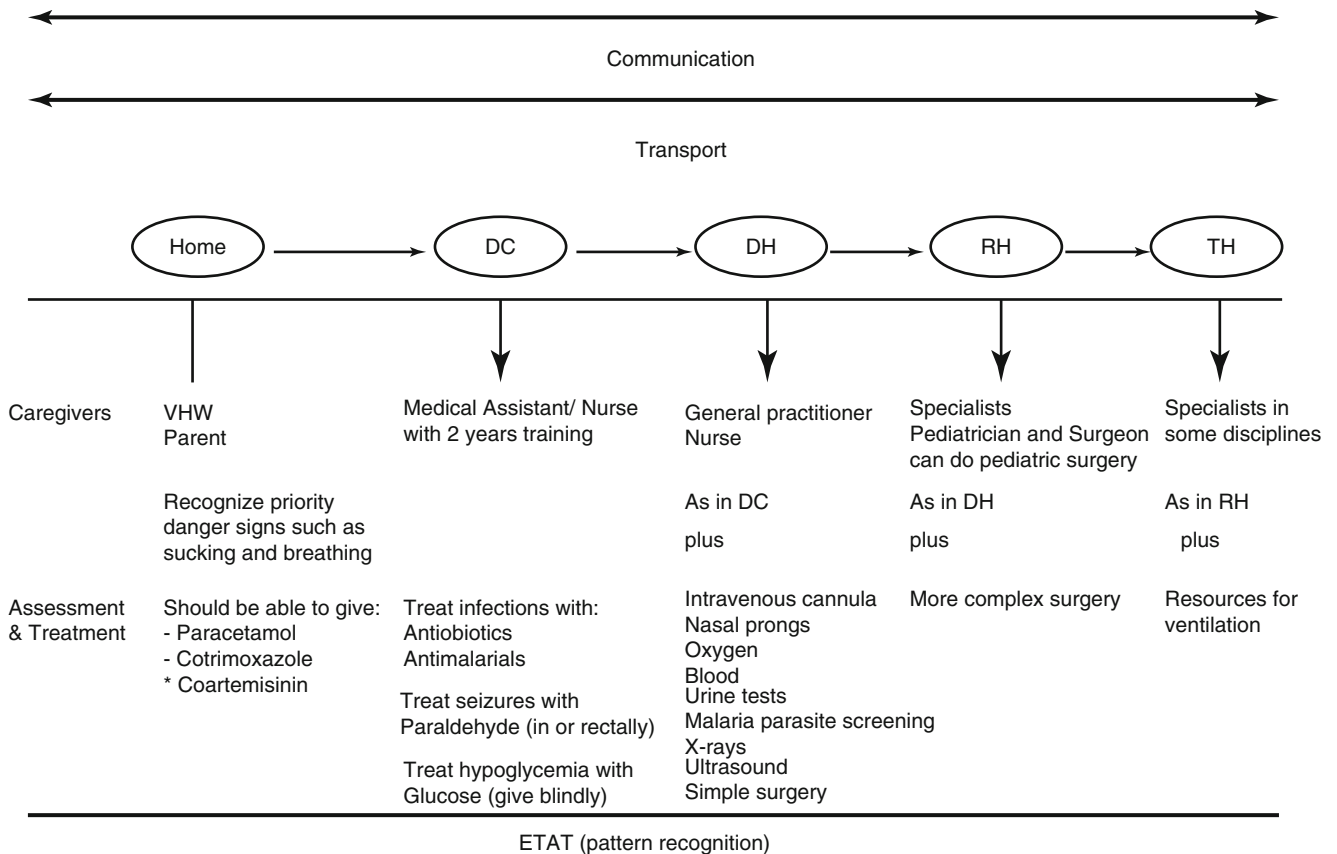 Communication
Transport
Home
DC
DH
RH
TH
Caregivers
VHW
Parent
Medical Assistant/ Nurse
with 2 years training
General practitioner
Nurse
Specialists
Pediatrician and Surgeon
can do pediatric surgery
Specialists in
some disciplines
Recognize priority
danger signs such as
sucking and breathing
As in DC
plus
As in DH
plus
As in RH
plus
Assessment
& Treatment
Should be able to give:
- Paracetamol
- Cotrimoxazole
* Coartemisinin
Treat infections with:
Antiobiotics
Antimalarials
Treat seizures with
Paraldehyde (in or rectally)
Treat hypoglycemia with
Glucose (give blindly)
Intravenous cannula
Nasal prongs
Oxygen
Blood
Urine tests
Malaria parasite screening
X-rays
Ultrasound
Simple surgery
More complex surgery
Resources for
ventilation
ETAT (pattern recognition)